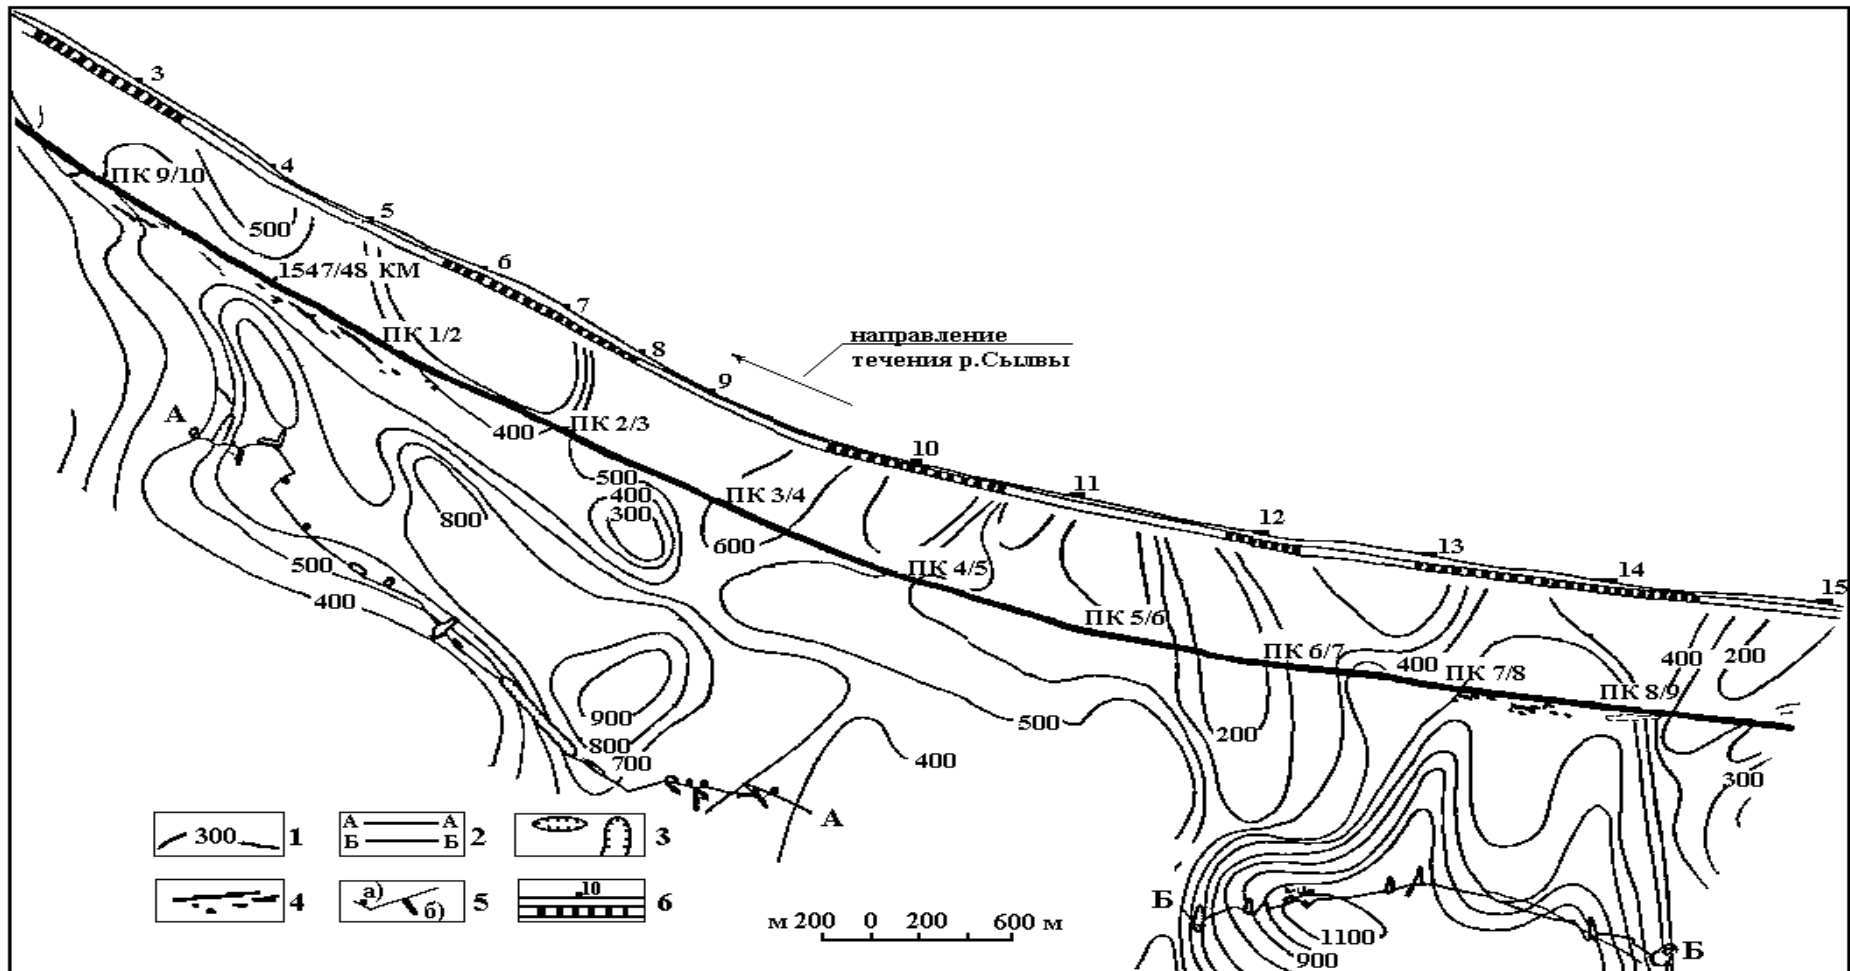 3
4
ПК 9/10
5
500
6
1547/48 КМ
7
ПК 1/2
8
направление
течения р.Сылвы
9
А
400
ПК 2/3
10
500
400
300
ПК 3/4
11
800
600
12
13
500
ПК 4/5
14
15
400
ПК 5/6
ПК 6/7
400
ПК 7/8
400
200
ПК 8/9
900
500
200
800
700
400
300
А
300
1
А
А
Б
Б
2
3
4
а)
б)
5
10
6
м 200 0 200 600 м
Б
1100
900
Б